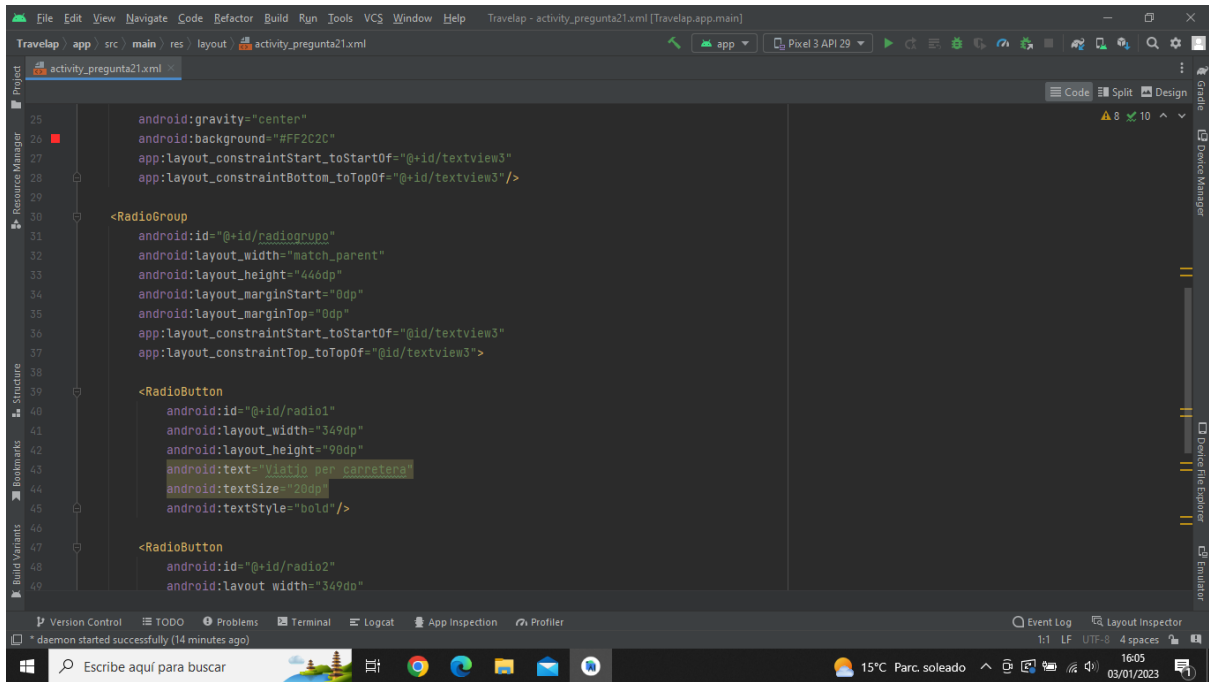 File Edit View Navigate Code Refactor Build Run Tools VCS Window Help Travelap - activity_pregunta21.xml [Travelap.app.main]
Travelap app src main res layout activity_pregunta21.xml app Pixel 3 API 29
activity_pregunta21.xml
Code Split Design
8 10
25 android:gravity="center"
26 android:background="#FF2C2C"
27 app:layout_constraintStart_toStartOf="@+id/textview3"
28 app:layout_constraintBottom_toTopOf="@+id/textview3"/>
29
30 <RadioGroup
31 android:id="@+id/radiogrupo"
32 android:layout_width="match_parent"
33 android:layout_height="446dp"
34 android:layout_marginStart="0dp"
35 android:layout_marginTop="0dp"
36 app:layout_constraintStart_toStartOf="@id/textview3"
37 app:layout_constraintTop_toTopOf="@id/textview3">
38
39 <RadioButton
40 android:id="@+id/radio1"
41 android:layout_width="349dp"
42 android:layout_height="90dp"
43 android:text="Viatjo per carretera"
44 android:textSize="20dp"
45 android:textStyle="bold"/>
46
47 <RadioButton
48 android:id="@+id/radio2"
49 android:layout_width="349dp"
Project
Resource Manager
Structure
Bookmarks
Build Variants
Gradle
Device Manager
Device File Explorer
Emulator
Version Control TODO Problems Terminal Logcat App Inspection Profiler Event Log Layout Inspector
* daemon started successfully (14 minutes ago) 1:1 LF UTF-8 4 spaces
Escribe aquí para buscar 15°C Parc. soleado 16:05
03/01/2023
1